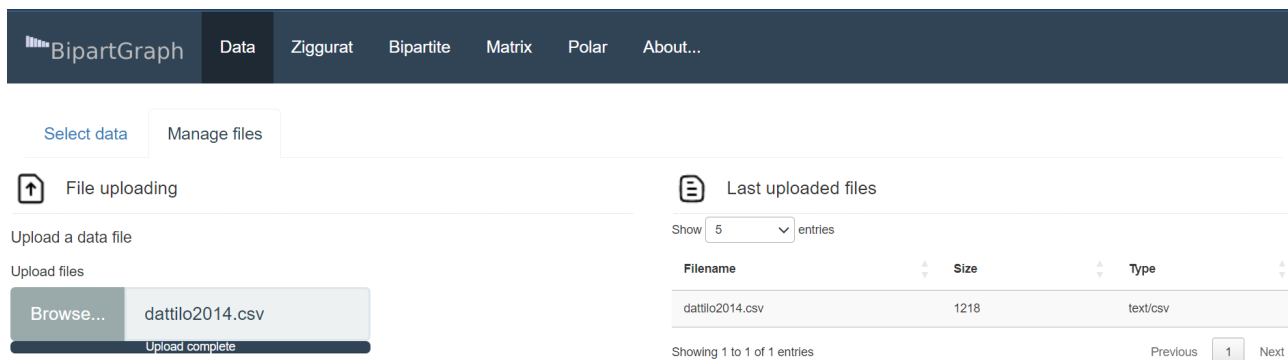 BipartGraph Data Ziggurat Bipartite Matrix Polar About...
Select data Manage files
File uploading
Upload a data file
Upload files
Browse... dattilo2014.csv
Upload complete
Last uploaded files
Show 5 entries
Filename Size Type
dattilo2014.csv 1218 text/csv
Showing 1 to 1 of 1 entries Previous 1 Next